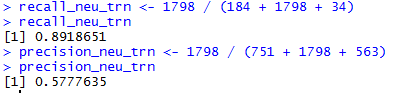 > recall_neu_trn <- 1798 / (184 + 1798 + 34)
> recall_neu_trn
[1] 0.8918651
> precision_neu_trn <- 1798 / (751 + 1798 + 563)
> precision_neu_trn
[1] 0.5777635